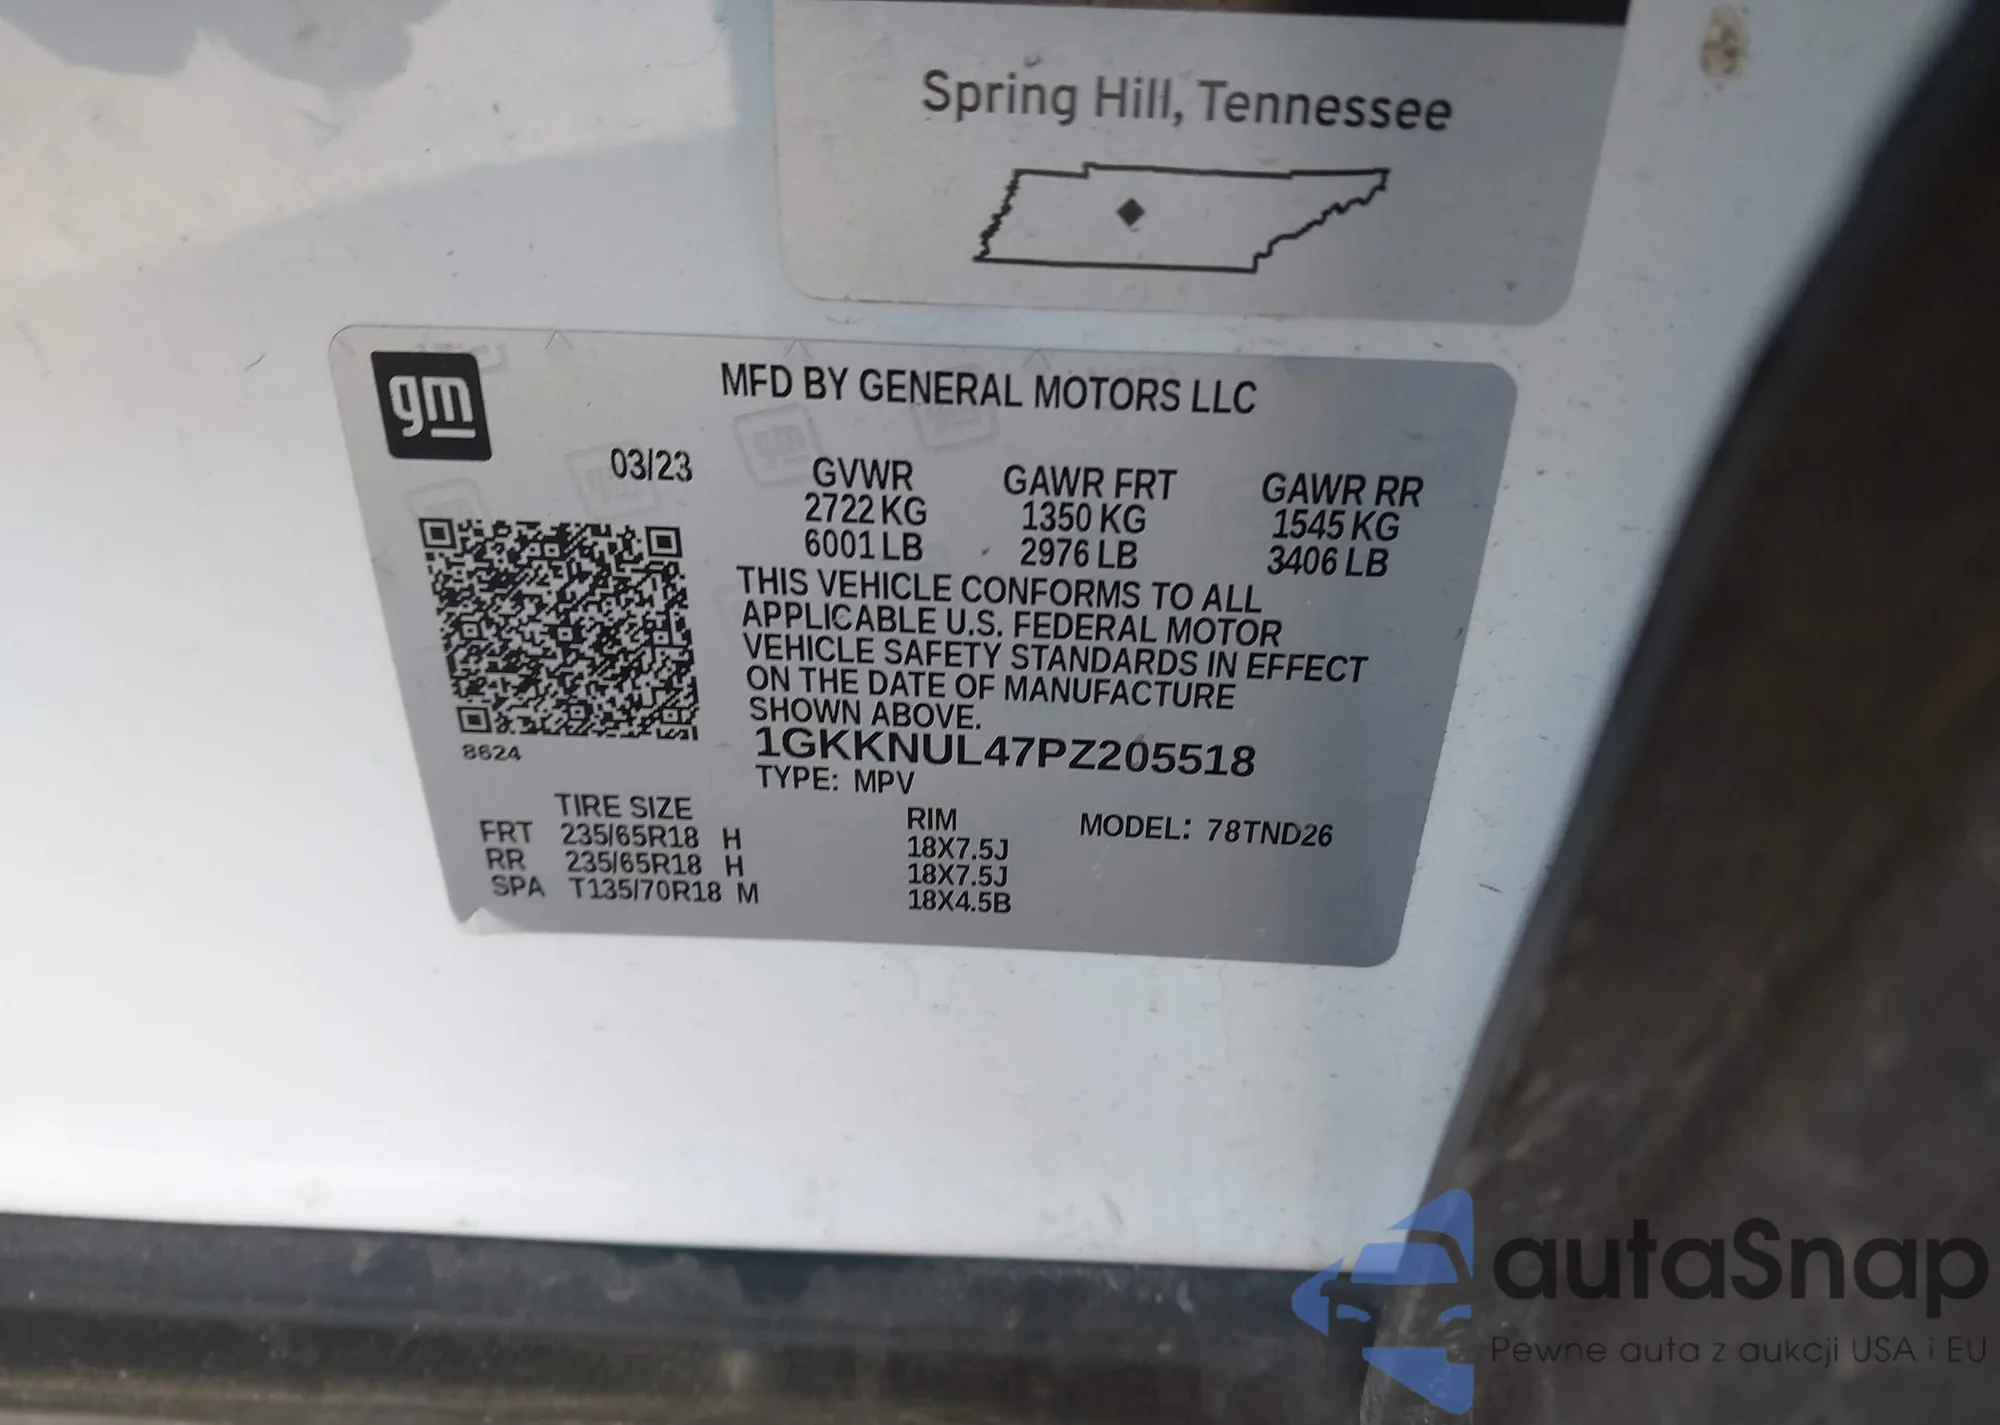 Spring Hill, Tennessee
gm
MFD BY GENERAL MOTORS LLC
03/23
GVWR GAWR FRT GAWR RR
2722 KG 1350 KG 1545 KG
6001 LB 2976 LB 3406 LB
THIS VEHICLE CONFORMS TO ALL
APPLICABLE U.S. FEDERAL MOTOR
VEHICLE SAFETY STANDARDS IN EFFECT
ON THE DATE OF MANUFACTURE
SHOWN ABOVE.
8624
1GKKNUL47PZ205518
TYPE: MPV
TIRE SIZE RIM MODEL: 78TND26
FRT 235/65R18 H 18X7.5J
RR 235/65R18 H 18X7.5J
SPA T135/70R18 M 18X4.5B
autaSnap
Pewne auta z aukcji USA i EU